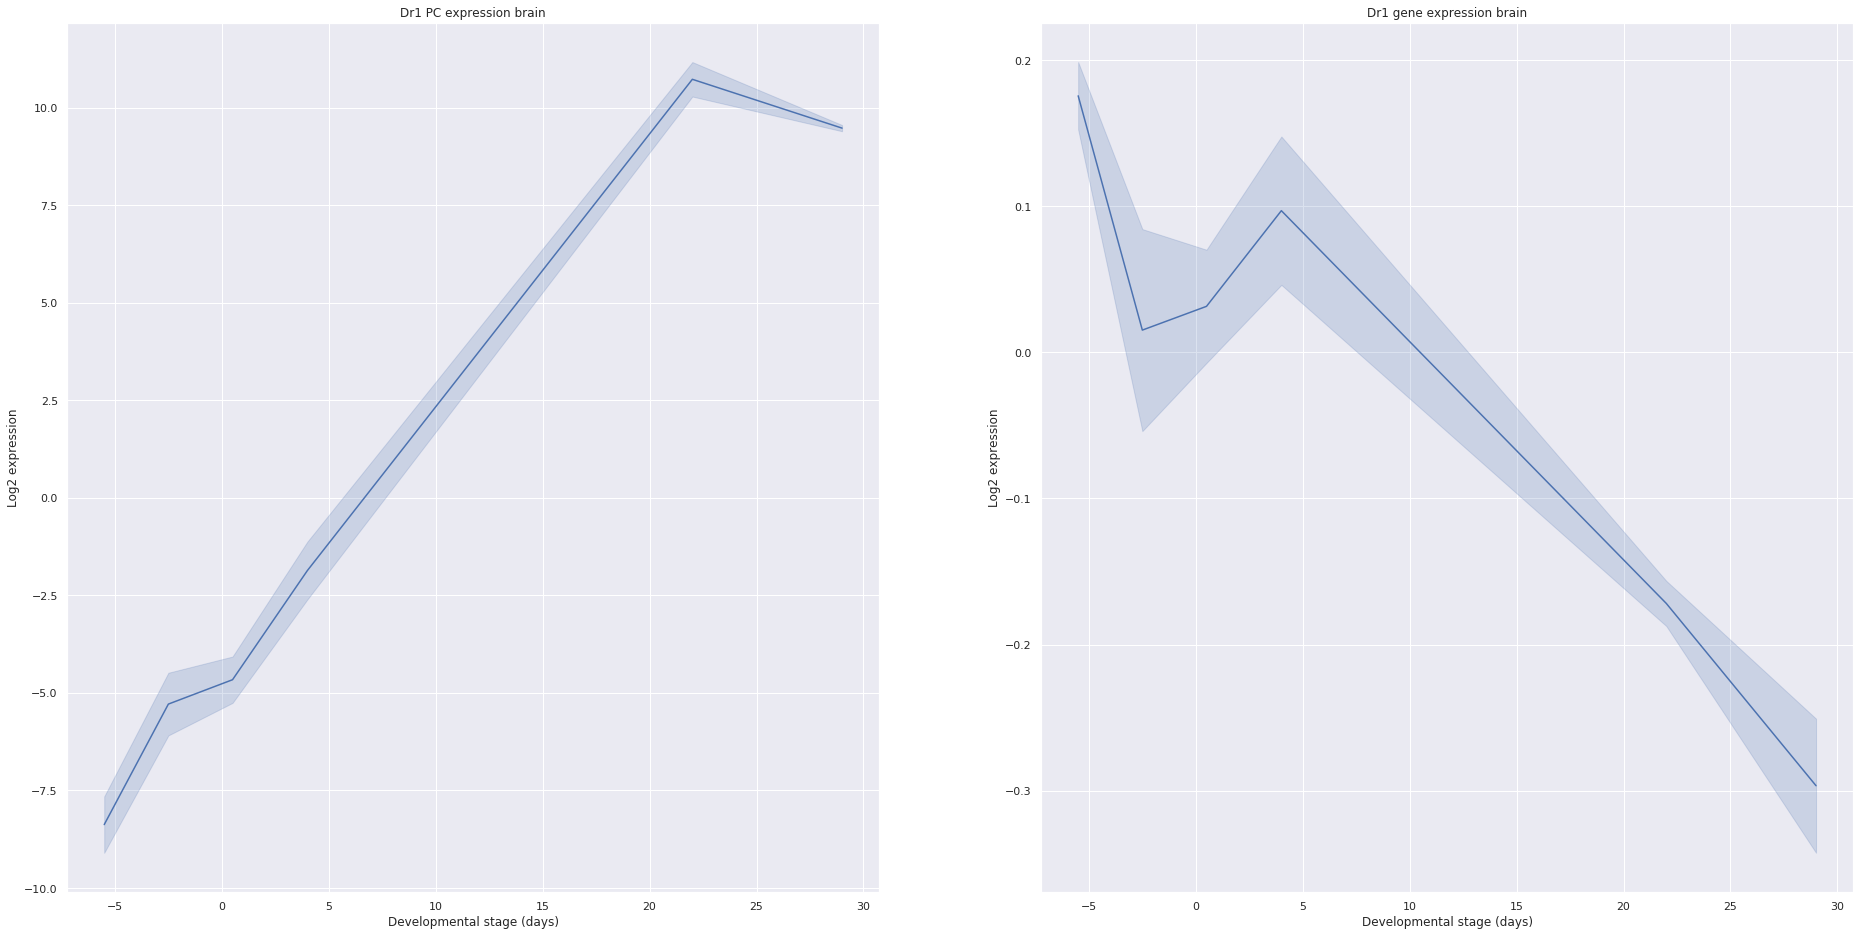 Dr1 PC expression brain
10.0
7.5
5.0
2.5
0.0
−2.5
−5.0
−7.5
−10.0
Log2 expression
−5 0 5 10 15 20 25 30
Developmental stage (days)
Dr1 gene expression brain
0.2
0.1
0.0
−0.1
−0.2
−0.3
Log2 expression
−5 0 5 10 15 20 25 30
Developmental stage (days)